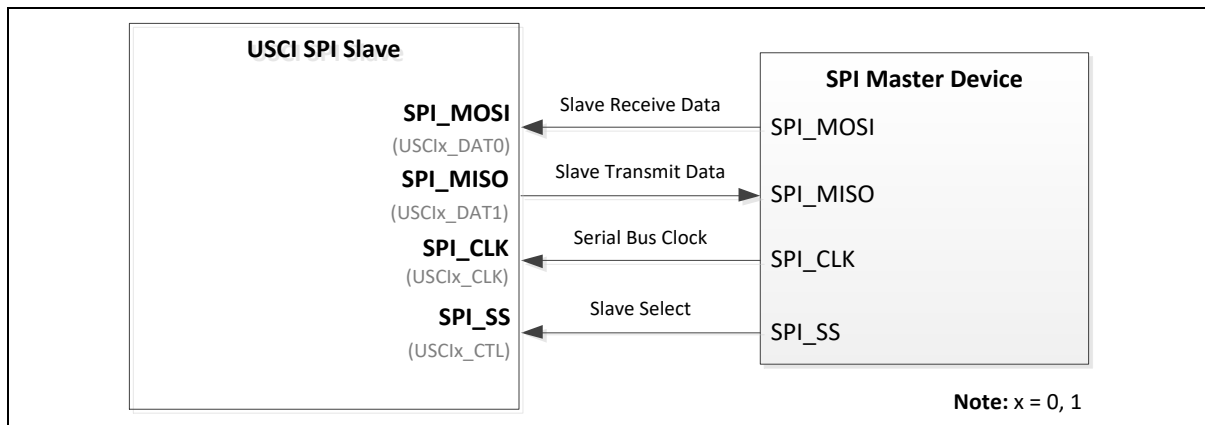 USCI SPI Slave
SPI Master Device
SPI_MOSI
(USCIx_DAT0)
Slave Receive Data
SPI_MOSI
SPI_MISO
(USCIx_DAT1)
Slave Transmit Data
SPI_MISO
SPI_CLK
(USCIx_CLK)
Serial Bus Clock
SPI_CLK
SPI_SS
(USCIx_CTL)
Slave Select
SPI_SS
Note: x = 0, 1